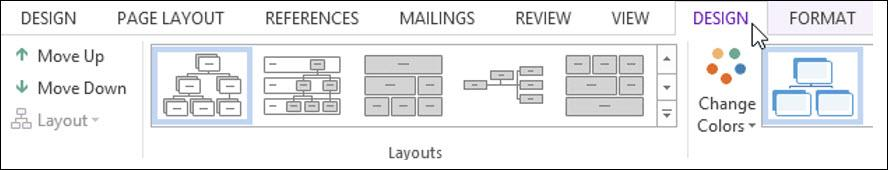 DESIGN PAGE LAYOUT REFERENCES MAILINGS REVIEW VIEW DESIGN FORMAT
Move Up
Move Down
Layout
Layouts
Change
Colors